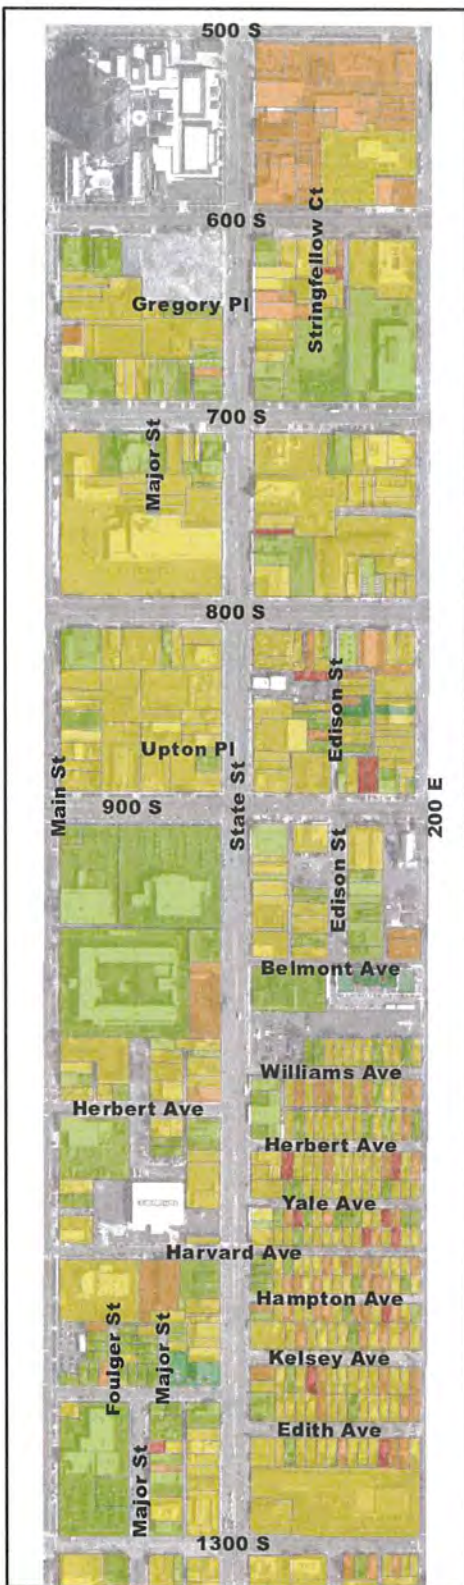 500 S
Stringfellow Ct
600 S
Gregory Pl
700 S
Major St
800 S
Edison St
Upton Pl
Main St
900 S
State St
200 E
Edison St
Belmont Ave
Williams Ave
Herbert Ave
Herbert Ave
Yale Ave
Harvard Ave
Hampton Ave
Foulger St
Major St
Kelsey Ave
Edith Ave
Major St
1300 S